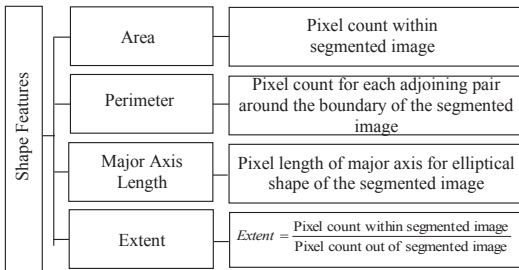 Shape Features
Area
Pixel count within
segmented image
Perimeter
Pixel count for each adjoining pair
around the boundary of the segmented
image
Major Axis
Length
Pixel length of major axis for elliptical
shape of the segmented image
Extent
Extent = Pixel count within segmented image / Pixel count out of segmented image